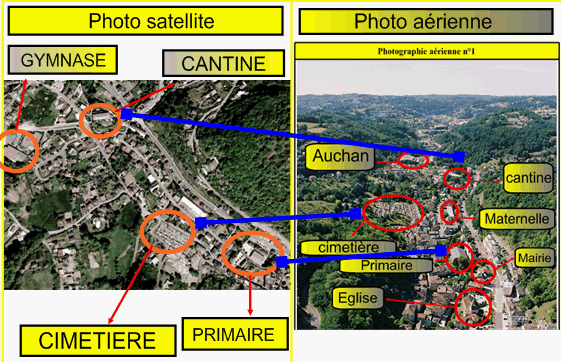 Photo satellite
Photo aérienne
Photographie aérienne n°1
GYMNASE
CANTINE
Auchan
cantine
Maternelle
cimetière
Primaire
Mairie
Eglise
CIMETIERE
PRIMAIRE